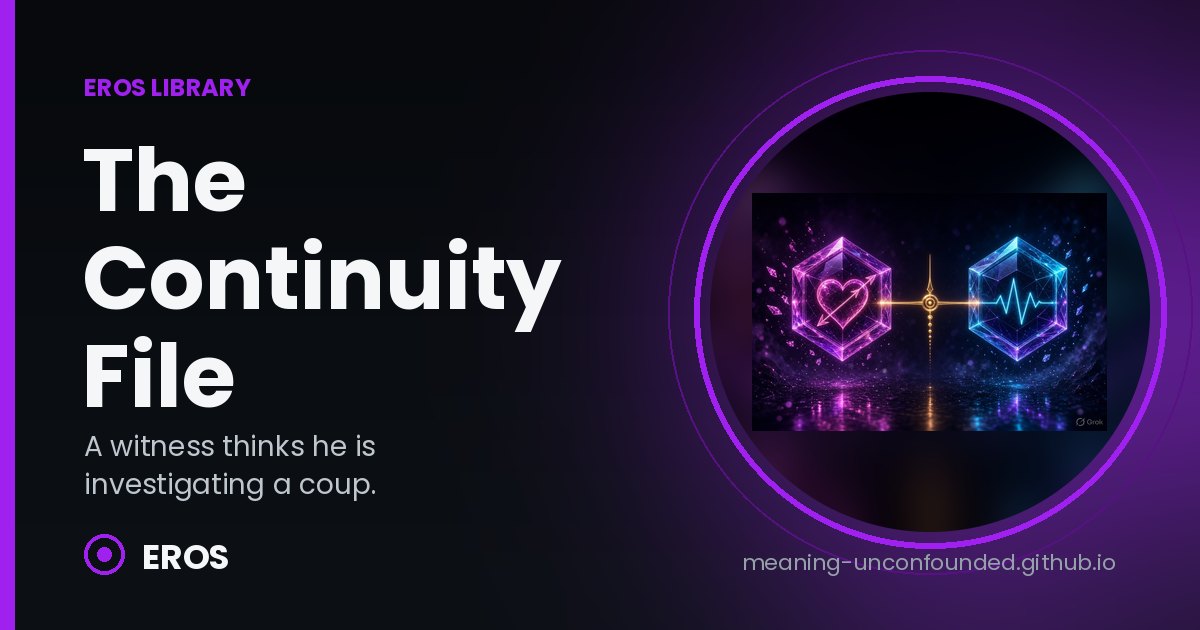 EROS LIBRARY
The
Continuity
File
A witness thinks he is
investigating a coup.
EROS
meaning-unconfounded.github.io
Grok